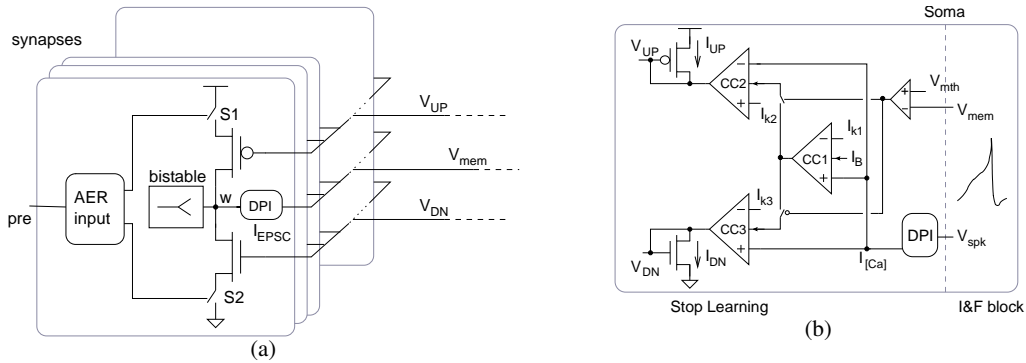 synapses
S1
V_UP
bistable
V_mem
AER
input
w
DPI
pre
I_EPSC
V_DN
S2
(a)
Soma
V_UP
I_UP
−
CC2
+
I_k2
+
−
V_mth
V_mem
−
I_k1
CC1
I_B
+
I_k3
−
CC3
+
DPI
V_spk
I_DN
V_DN
I_[Ca]
Stop Learning
I&F block
(b)